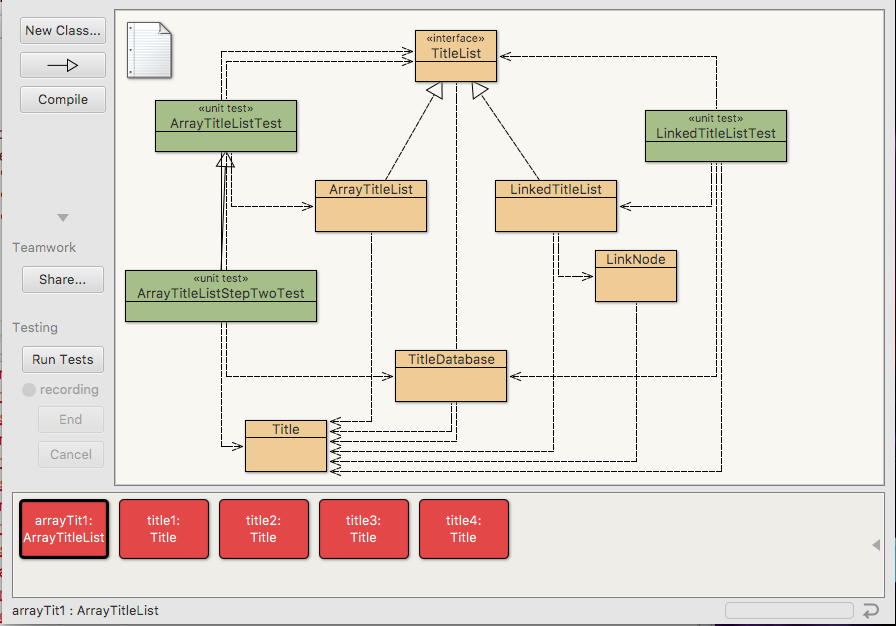 New Class...
Compile
Teamwork
Share...
Testing
Run Tests
recording
End
Cancel
«interface»
TitleList
«unit test»
ArrayTitleListTest
«unit test»
LinkedTitleListTest
ArrayTitleList
LinkedTitleList
LinkNode
«unit test»
ArrayTitleListStepTwoTest
TitleDatabase
Title
arrayTit1:
ArrayTitleList
title1:
Title
title2:
Title
title3:
Title
title4:
Title
arrayTit1 : ArrayTitleList